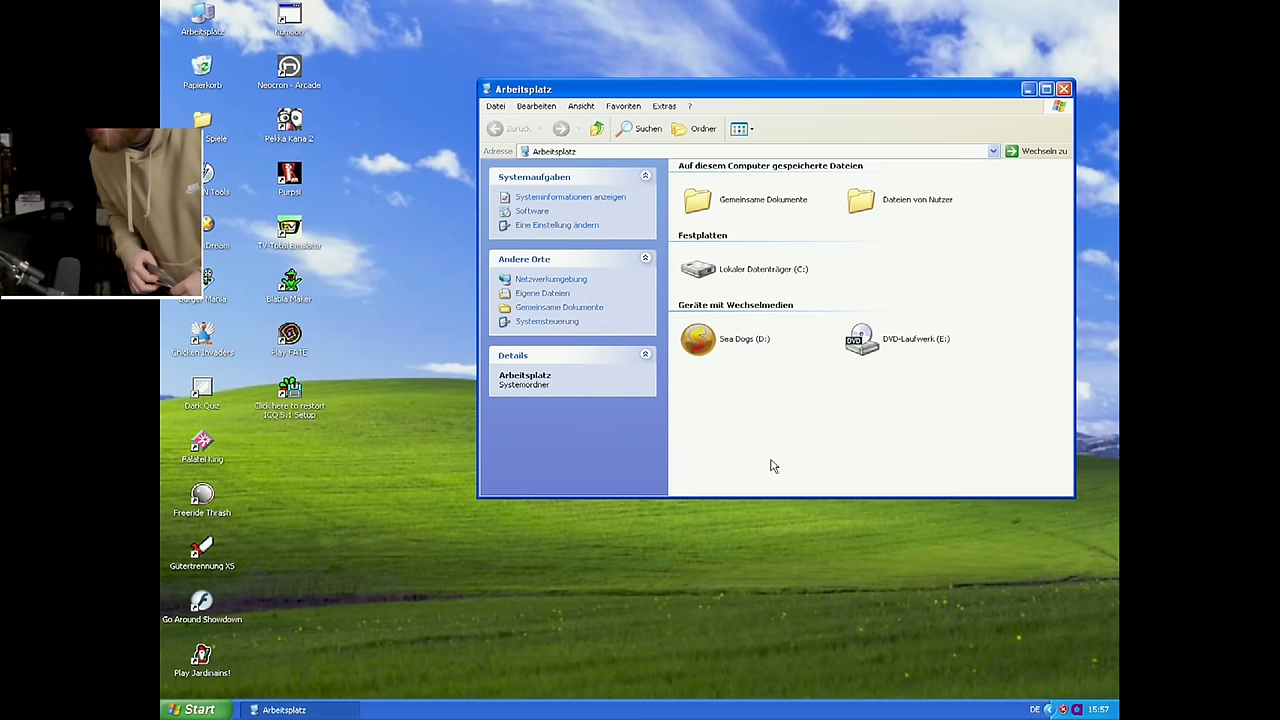 Arbeitsplatz
Kumoon
Papierkorb
Neocron - Arcade
Spiele
Pekka Kana 2
N Tools
Purpsi
Dream
TV-Total Emulator
Mania
Blabla Maker
Chicken Invaders
Play FATE
Dark Quiz
Click here to restart
ICQ 5.1 Setup
Freeride Thrash
Gütertrennung XS
Go Around Showdown
Play Jardinains!
Arbeitsplatz
Datei Bearbeiten Ansicht Favoriten Extras ?
Zurück Suchen Ordner
Adresse Arbeitsplatz Wechseln zu
Systemaufgaben
Systeminformationen anzeigen
Software
Eine Einstellung ändern
Andere Orte
Netzwerkumgebung
Eigene Dateien
Gemeinsame Dokumente
Systemsteuerung
Details
Arbeitsplatz
Systemordner
Auf diesem Computer gespeicherte Dateien
Gemeinsame Dokumente Dateien von Nutzer
Festplatten
Lokaler Datenträger (C:)
Geräte mit Wechselmedien
Sea Dogs (D:) DVD-Laufwerk (E:)
DVD
Start Arbeitsplatz DE 15:57